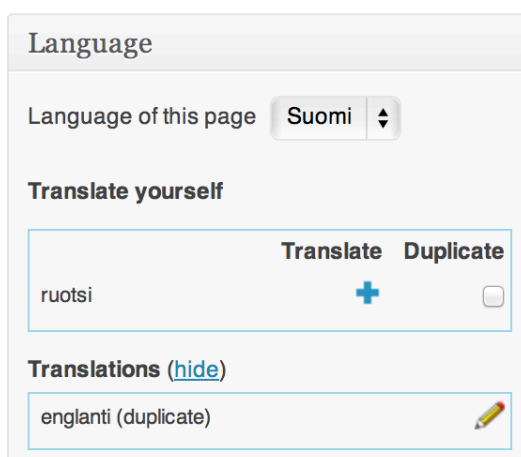 Language
Language of this page Suomi
Translate yourself
Translate Duplicate
ruotsi
Translations (hide)
englanti (duplicate)